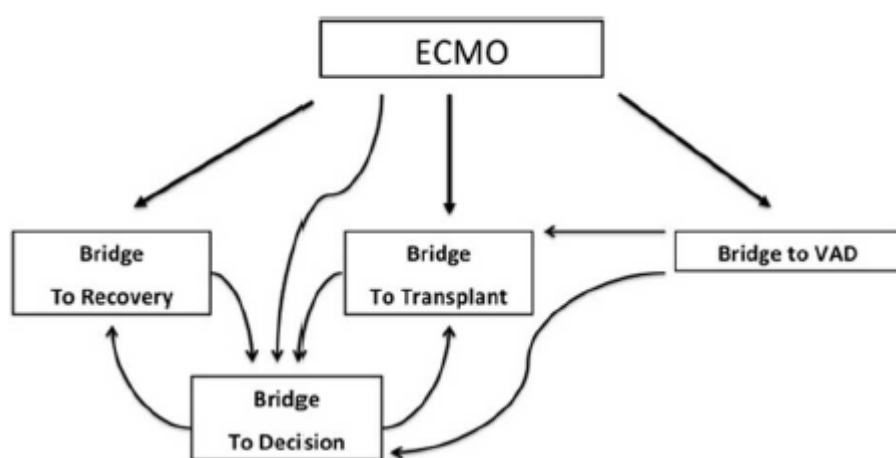 ECMO
Bridge
To Recovery
Bridge
To Transplant
Bridge to VAD
Bridge
To Decision